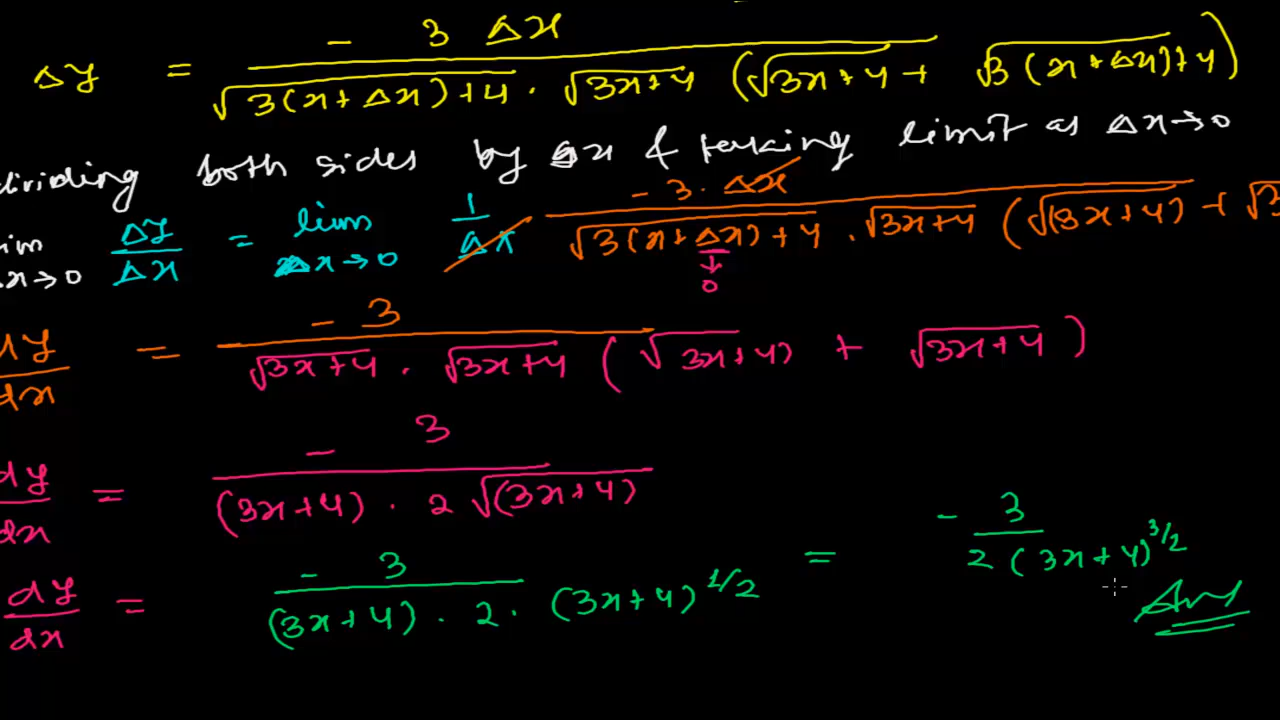 Δy = - 3 Δx / √3(x+Δx)+4 · √3x+4 (√3x+4 + √3(x+Δx)+4)
dividing both sides by Δx & taking limit as Δx→0
lim Δx→0 Δy/Δx = lim Δx→0 1/Δx - 3 · Δx / √3(x+Δx)+4 · √3x+4 (√(3x+4) + √3
↓
0
dy/dx = - 3 / √3x+4 · √3x+4 (√3x+4) + √3x+4)
dy/dx = - 3 / (3x+4) · 2 √(3x+4)
dy/dx = - 3 / (3x+4) · 2 · (3x+4)^1/2 = - 3 / 2 (3x+4)^3/2
Ans